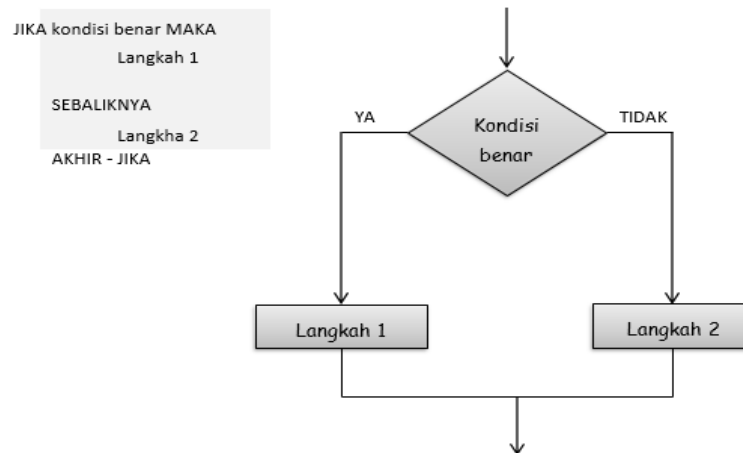 JIKA kondisi benar MAKA
Langkah 1
SEBALIKNYA
Langkha 2
AKHIR - JIKA
YA
Kondisi
benar
TIDAK
Langkah 1
Langkah 2